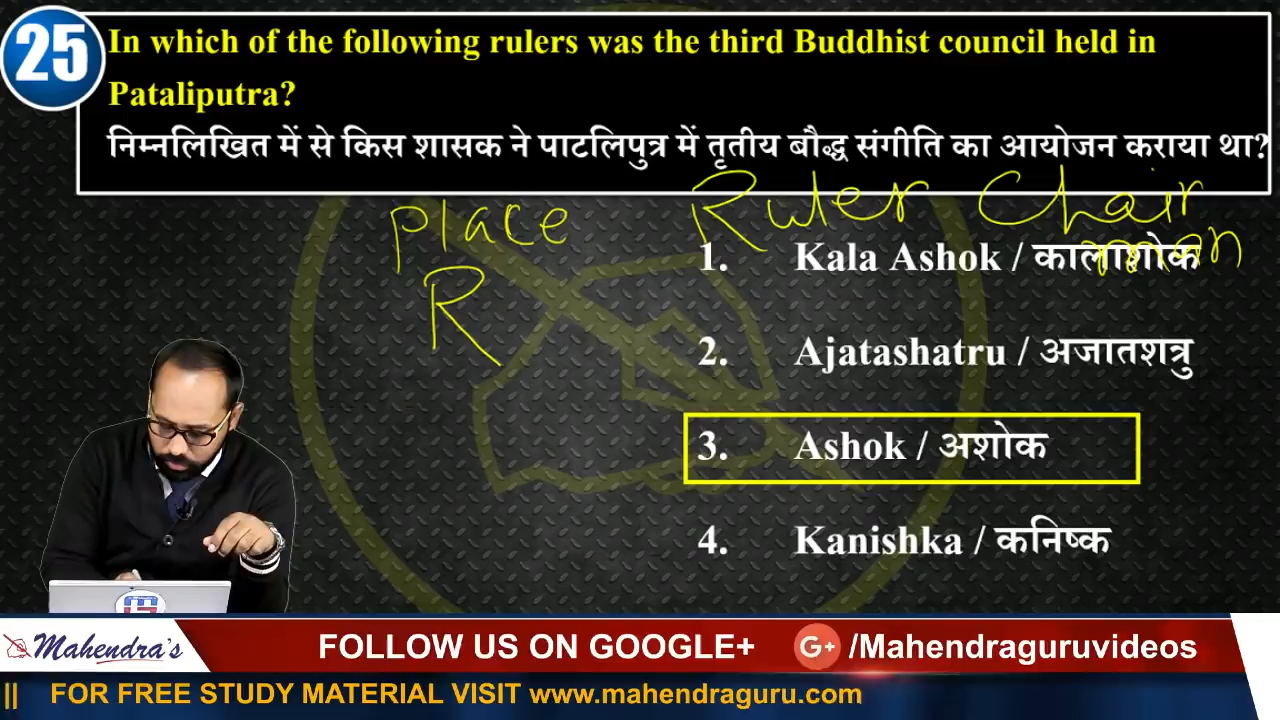 25
In which of the following rulers was the third Buddhist council held in
Pataliputra?
निम्नलिखित में से किस शासक ने पाटलिपुत्र में तृतीय बौद्ध संगीति का आयोजन कराया था?
place Ruler Chair
man
R
1. Kala Ashok / कालाशोक
2. Ajatashatru / अजातशत्रु
3. Ashok / अशोक
4. Kanishka / कनिष्क
Mahendra's FOLLOW US ON GOOGLE+ G+ /Mahendraguruvideos
|| FOR FREE STUDY MATERIAL VISIT www.mahendraguru.com